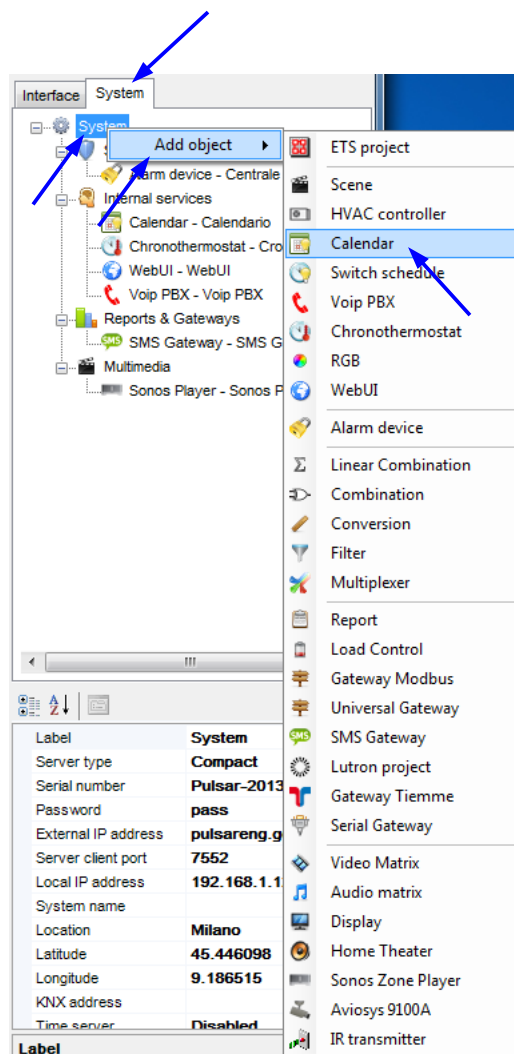 Interface System
System
Add object
S
Alarm device - Centrale
Internal services
Calendar - Calendario
Chronothermostat - Cro
WebUI - WebUI
Voip PBX - Voip PBX
Reports & Gateways
SMS Gateway - SMS G
Multimedia
Sonos Player - Sonos P
ETS project
Scene
HVAC controller
Calendar
Switch schedule
Voip PBX
Chronothermostat
RGB
WebUI
Alarm device
Linear Combination
Combination
Conversion
Filter
Multiplexer
Report
Load Control
Gateway Modbus
Universal Gateway
SMS Gateway
Lutron project
Gateway Tiemme
Serial Gateway
Video Matrix
Audio matrix
Display
Home Theater
Sonos Zone Player
Aviosys 9100A
IR transmitter
Label System
Server type Compact
Serial number Pulsar-2013
Password pass
External IP address pulsareng.g
Server client port 7552
Local IP address 192.168.1.1
System name
Location Milano
Latitude 45.446098
Longitude 9.186515
KNX address
Time server Disabled
Label